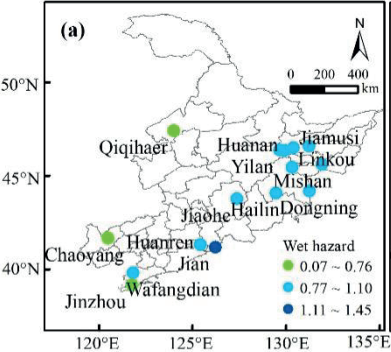 (a)
N
50°N
0 200 400
km
Qiqihaer
Huanan
Jiamusi
Yilan
Linkou
45°N
Mishan
Jiaohe
Hailin
Dongning
Chaoyang
Huanren
Jian
Wet hazard
40°N
0.07 ~ 0.76
Wafangdian
0.77 ~ 1.10
Jinzhou
1.11 ~ 1.45
120°E 125°E 130°E 135°E